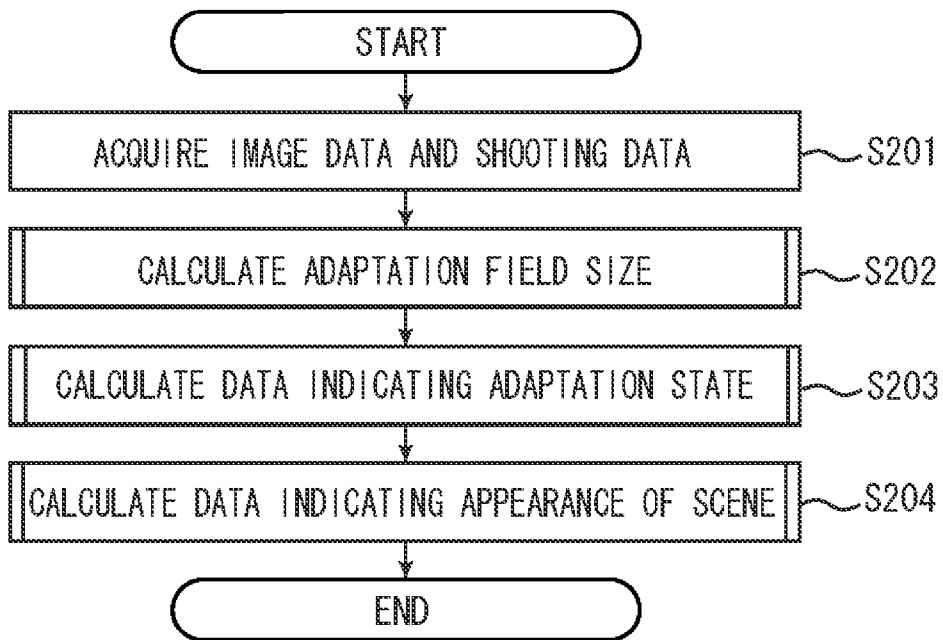 START
ACQUIRE IMAGE DATA AND SHOOTING DATA S201
CALCULATE ADAPTATION FIELD SIZE S202
CALCULATE DATA INDICATING ADAPTATION STATE S203
CALCULATE DATA INDICATING APPEARANCE OF SCENE S204
END